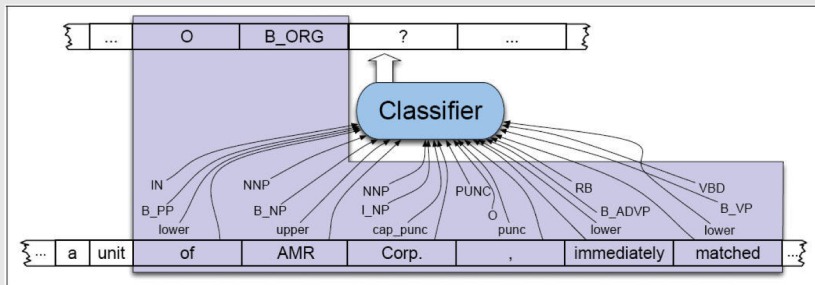 ... O B_ORG ? ...
Classifier
IN NNP NNP PUNC RB VBD
B_PP B_NP I_NP O B_ADVP B_VP
lower upper cap_punc punc lower lower
... a unit of AMR Corp. , immediately matched ...